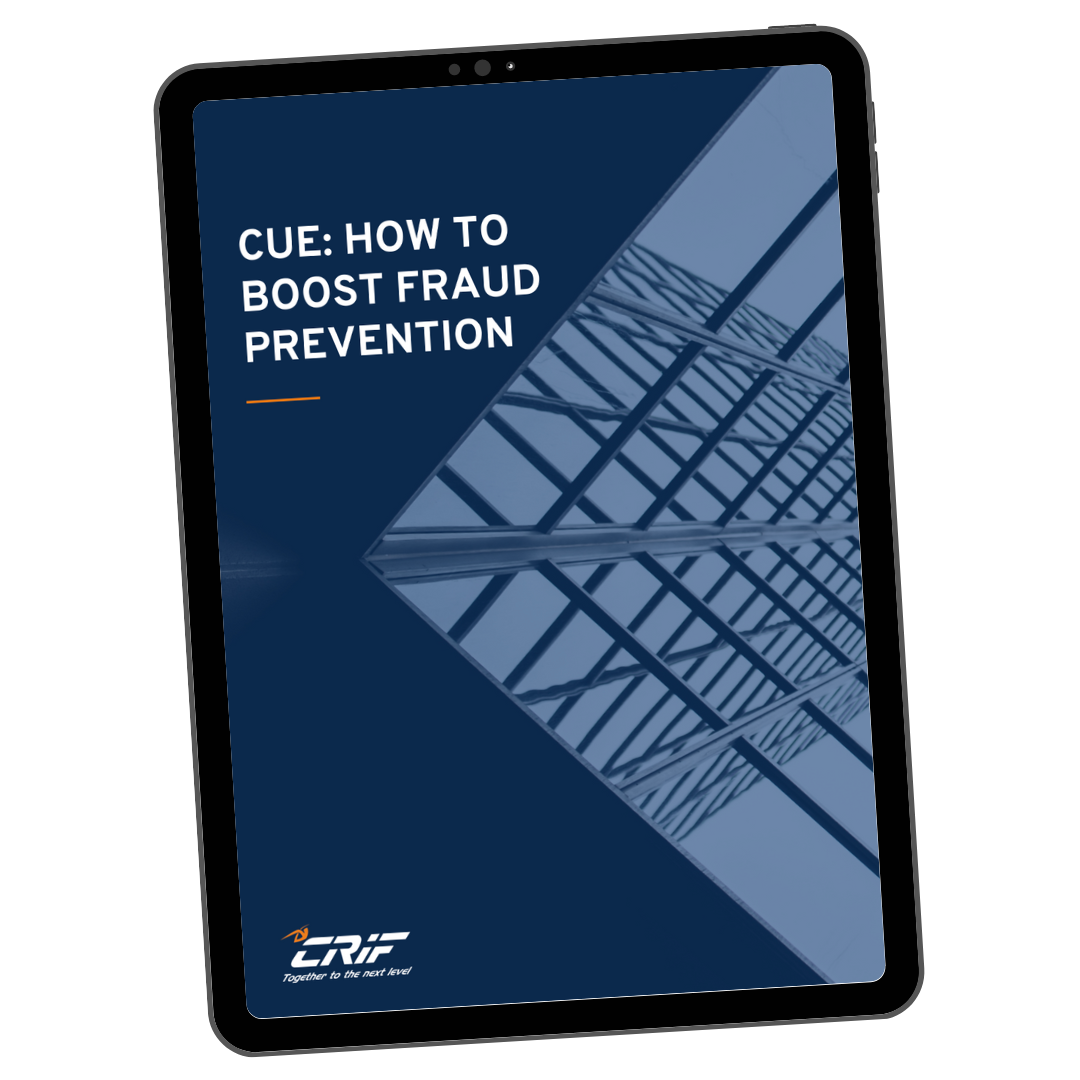 CUE: HOW TO
BOOST FRAUD
PREVENTION
CRIF
Together to the next level